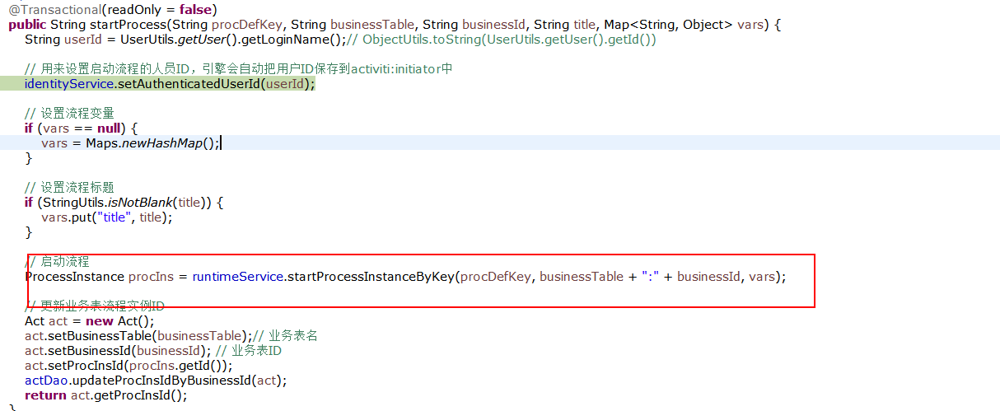 @Transactional(readOnly = false)
public String startProcess(String procDefKey, String businessTable, String businessId, String title, Map<String, Object> vars) {
String userId = UserUtils.getUser().getLoginName();// ObjectUtils.toString(UserUtils.getUser().getId())
// 用来设置启动流程的人员ID，引擎会自动把用户ID保存到activiti:initiator中
identityService.setAuthenticatedUserId(userId);
// 设置流程变量
if (vars == null) {
vars = Maps.newHashMap();
}
// 设置流程标题
if (StringUtils.isNotBlank(title)) {
vars.put("title", title);
}
// 启动流程
ProcessInstance procIns = runtimeService.startProcessInstanceByKey(procDefKey, businessTable + ":" + businessId, vars);
// 更新业务表流程实例ID
Act act = new Act();
act.setBusinessTable(businessTable);// 业务表名
act.setBusinessId(businessId); // 业务表ID
act.setProcInsId(procIns.getId());
actDao.updateProcInsIdByBusinessId(act);
return act.getProcInsId();
}